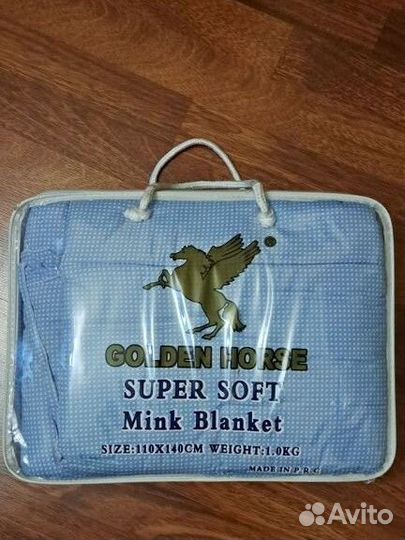 GOLDEN HORSE
SUPER SOFT
Mink Blanket
SIZE:110X140CM WEIGHT:1.0KG
MADE IN P.R.C
Avito